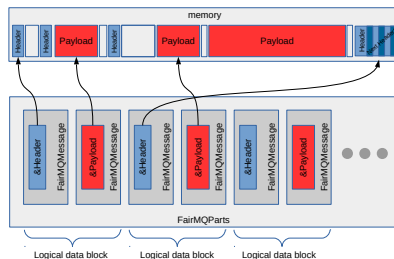 memory
Header
Header
Payload
Header
Payload
Payload
Header
&Header
FairMQMessage
&Payload
FairMQMessage
&Header
FairMQMessage
&Payload
FairMQMessage
&Header
FairMQMessage
&Payload
FairMQMessage
FairMQParts
Logical data block
Logical data block
Logical data block